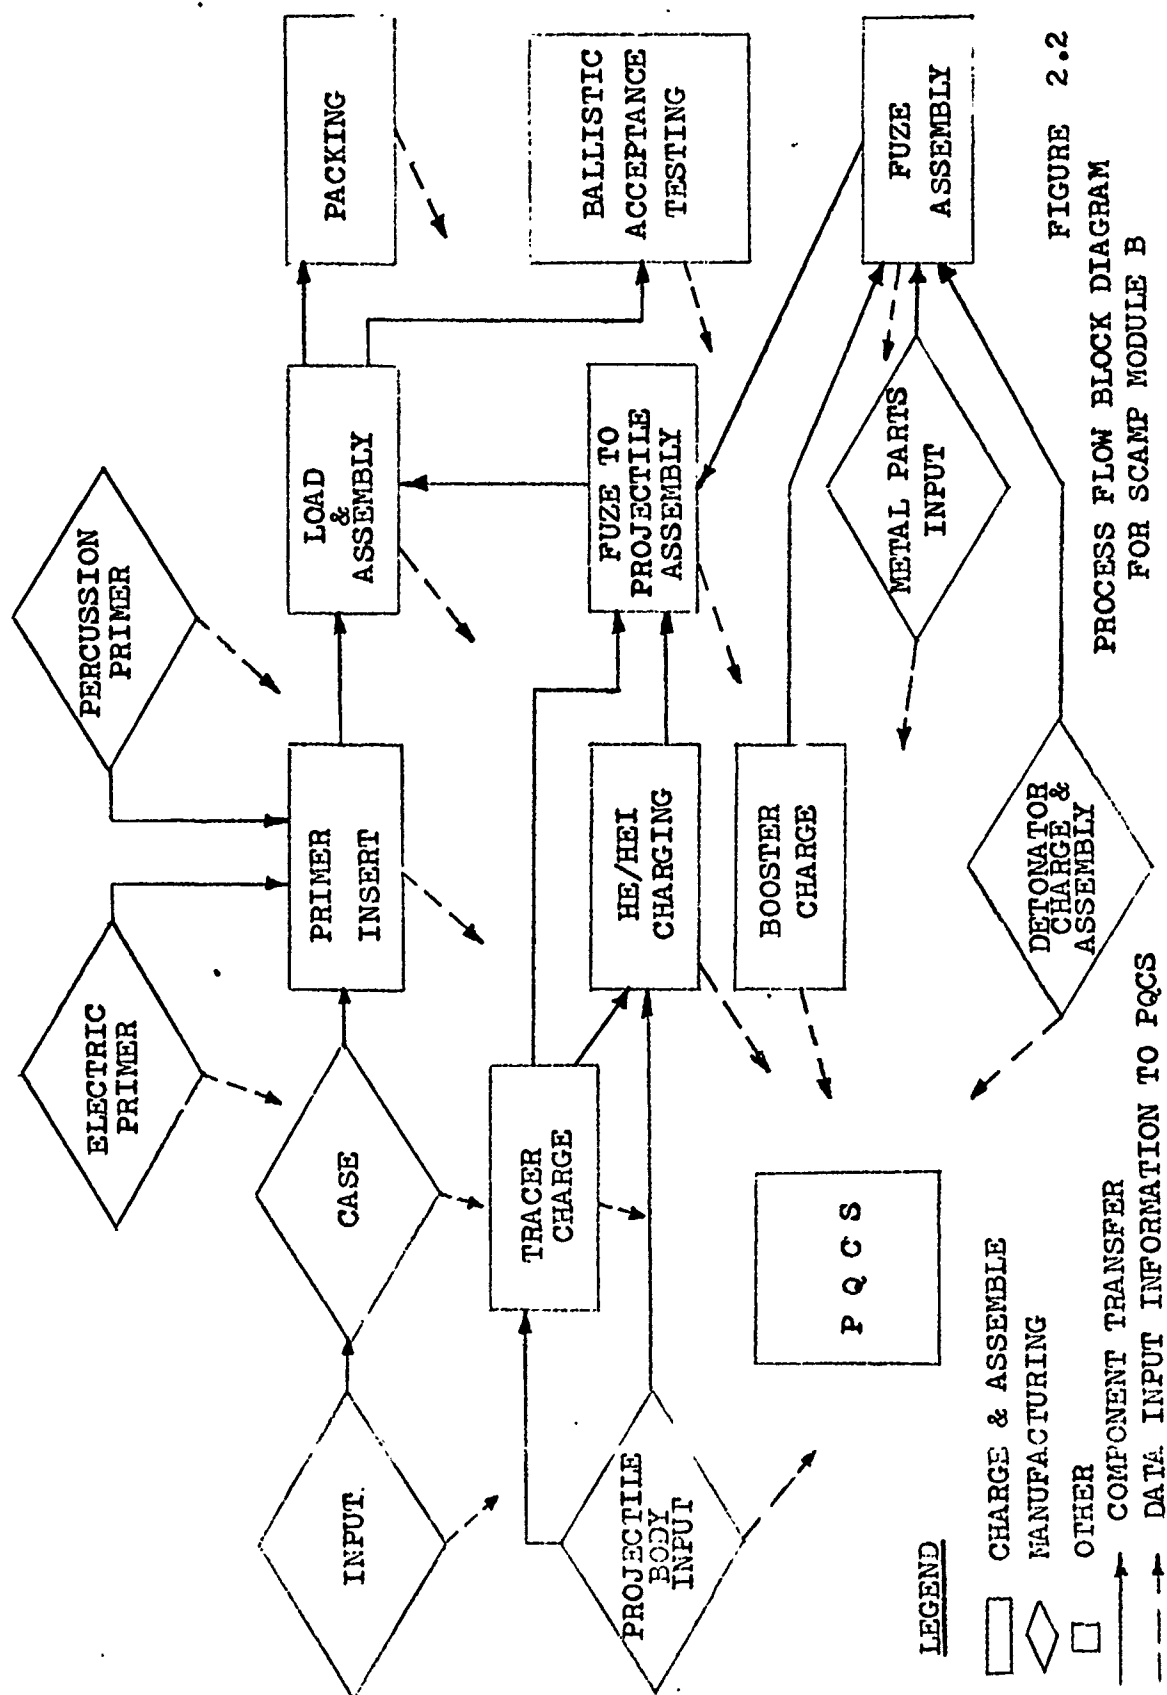 PERCUSSION
PRIMER
ELECTRIC
PRIMER
INPUT.
CASE
PRIMER
INSERT
LOAD
&
ASSEMBLY
PACKING
TRACER
CHARGE
BALLISTIC
ACCEPTANCE
TESTING
PROJECTILE
BODY
INPUT
HE/HEI
CHARGING
FUZE TO
PROJECTILE
ASSEMBLY
P Q C S
BOOSTER
CHARGE
METAL PARTS
INPUT
FUZE
ASSEMBLY
DETONATOR
CHARGE &
ASSEMBLY
LEGEND
CHARGE & ASSEMBLE
MANUFACTURING
OTHER
COMPONENT TRANSFER
DATA INPUT INFORMATION TO PQCS
FIGURE 2.2
PROCESS FLOW BLOCK DIAGRAM
FOR SCAMP MODULE B